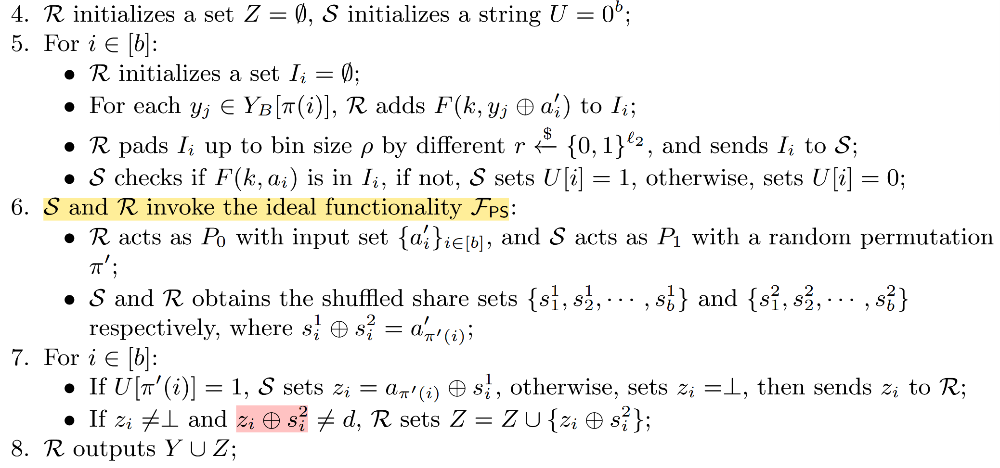 4. $\mathcal{R}$ initializes a set $Z = \emptyset$, $\mathcal{S}$ initializes a string $U = 0^b$;
5. For $i \in [b]$:
• $\mathcal{R}$ initializes a set $I_i = \emptyset$;
• For each $y_j \in Y_B[\pi(i)]$, $\mathcal{R}$ adds $F(k, y_j \oplus a'_i)$ to $I_i$;
• $\mathcal{R}$ pads $I_i$ up to bin size $\rho$ by different $r \xleftarrow{\$} \{0,1\}^{\ell_2}$, and sends $I_i$ to $\mathcal{S}$;
• $\mathcal{S}$ checks if $F(k, a_i)$ is in $I_i$, if not, $\mathcal{S}$ sets $U[i] = 1$, otherwise, sets $U[i] = 0$;
6. $\mathcal{S}$ and $\mathcal{R}$ invoke the ideal functionality $\mathcal{F}_{\mathsf{PS}}$:
• $\mathcal{R}$ acts as $P_0$ with input set $\{a'_i\}_{i \in [b]}$, and $\mathcal{S}$ acts as $P_1$ with a random permutation
$\pi'$;
• $\mathcal{S}$ and $\mathcal{R}$ obtains the shuffled share sets $\{s_1^1, s_2^1, \cdots, s_b^1\}$ and $\{s_1^2, s_2^2, \cdots, s_b^2\}$
respectively, where $s_i^1 \oplus s_i^2 = a'_{\pi'(i)}$;
7. For $i \in [b]$:
• If $U[\pi'(i)] = 1$, $\mathcal{S}$ sets $z_i = a_{\pi'(i)} \oplus s_i^1$, otherwise, sets $z_i = \bot$, then sends $z_i$ to $\mathcal{R}$;
• If $z_i \neq \bot$ and $z_i \oplus s_i^2 \neq d$, $\mathcal{R}$ sets $Z = Z \cup \{z_i \oplus s_i^2\}$;
8. $\mathcal{R}$ outputs $Y \cup Z$;